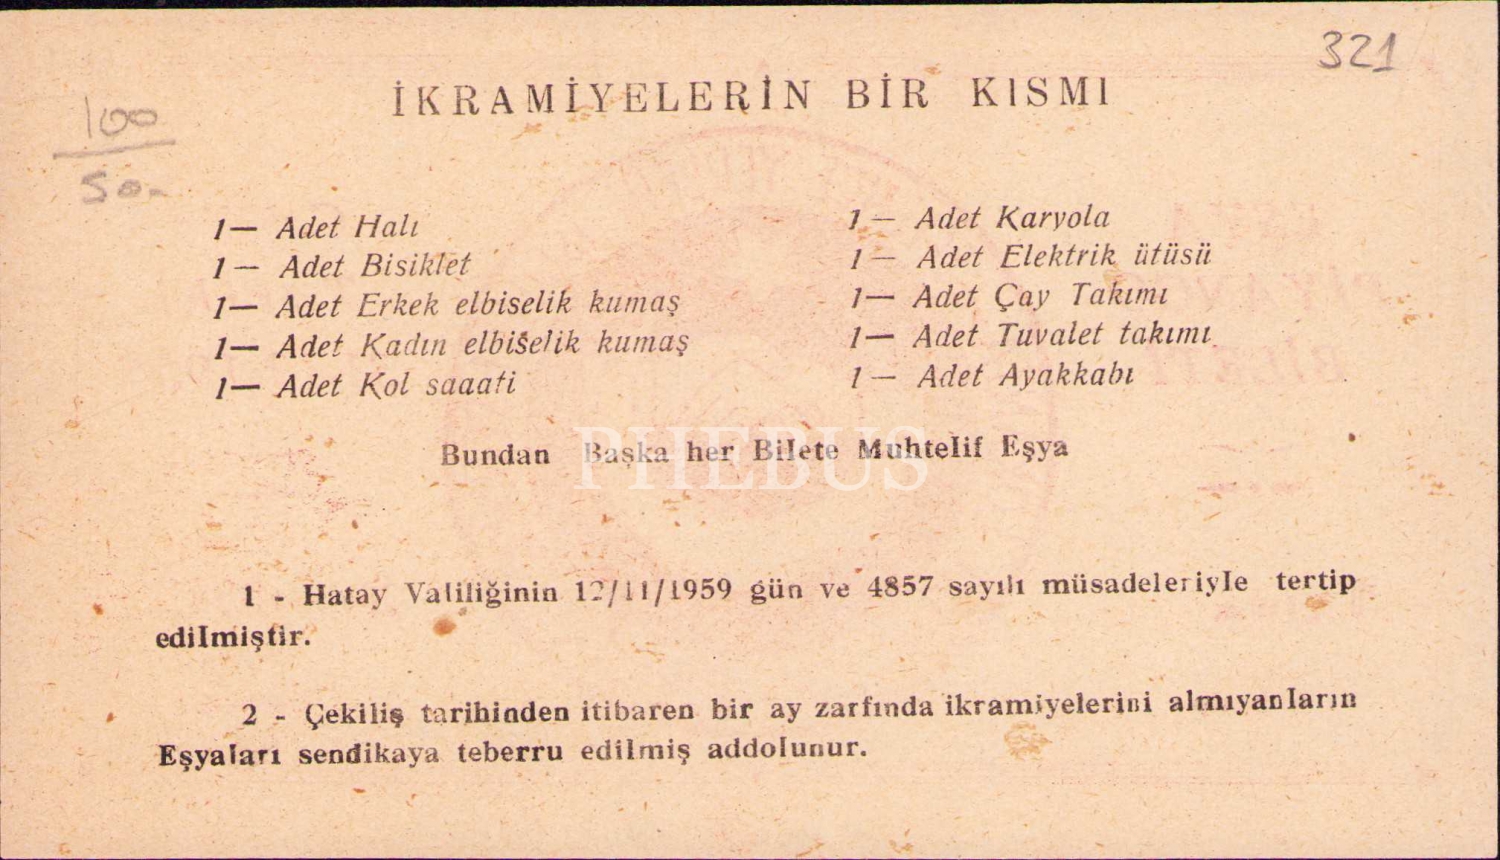 321
100
50.-
İKRAMİYELERİN BİR KISMI
1— Adet Halı
1— Adet Bisiklet
1— Adet Erkek elbiselik kumaş
1— Adet Kadın elbiselik kumaş
1— Adet Kol saaati
1— Adet Karyola
1— Adet Elektrik ütüsü
1— Adet Çay Takımı
1— Adet Tuvalet takımı
1— Adet Ayakkabı
Bundan Başka her Bilete Muhtelif Eşya
PHEBUS
1 - Hatay Valiliğinin 12/11/1959 gün ve 4857 sayılı müsadeleriyle tertip
edilmiştir.
2 - Çekiliş tarihinden itibaren bir ay zarfında ikramiyelerini almıyanların
Eşyaları sendikaya teberru edilmiş addolunur.